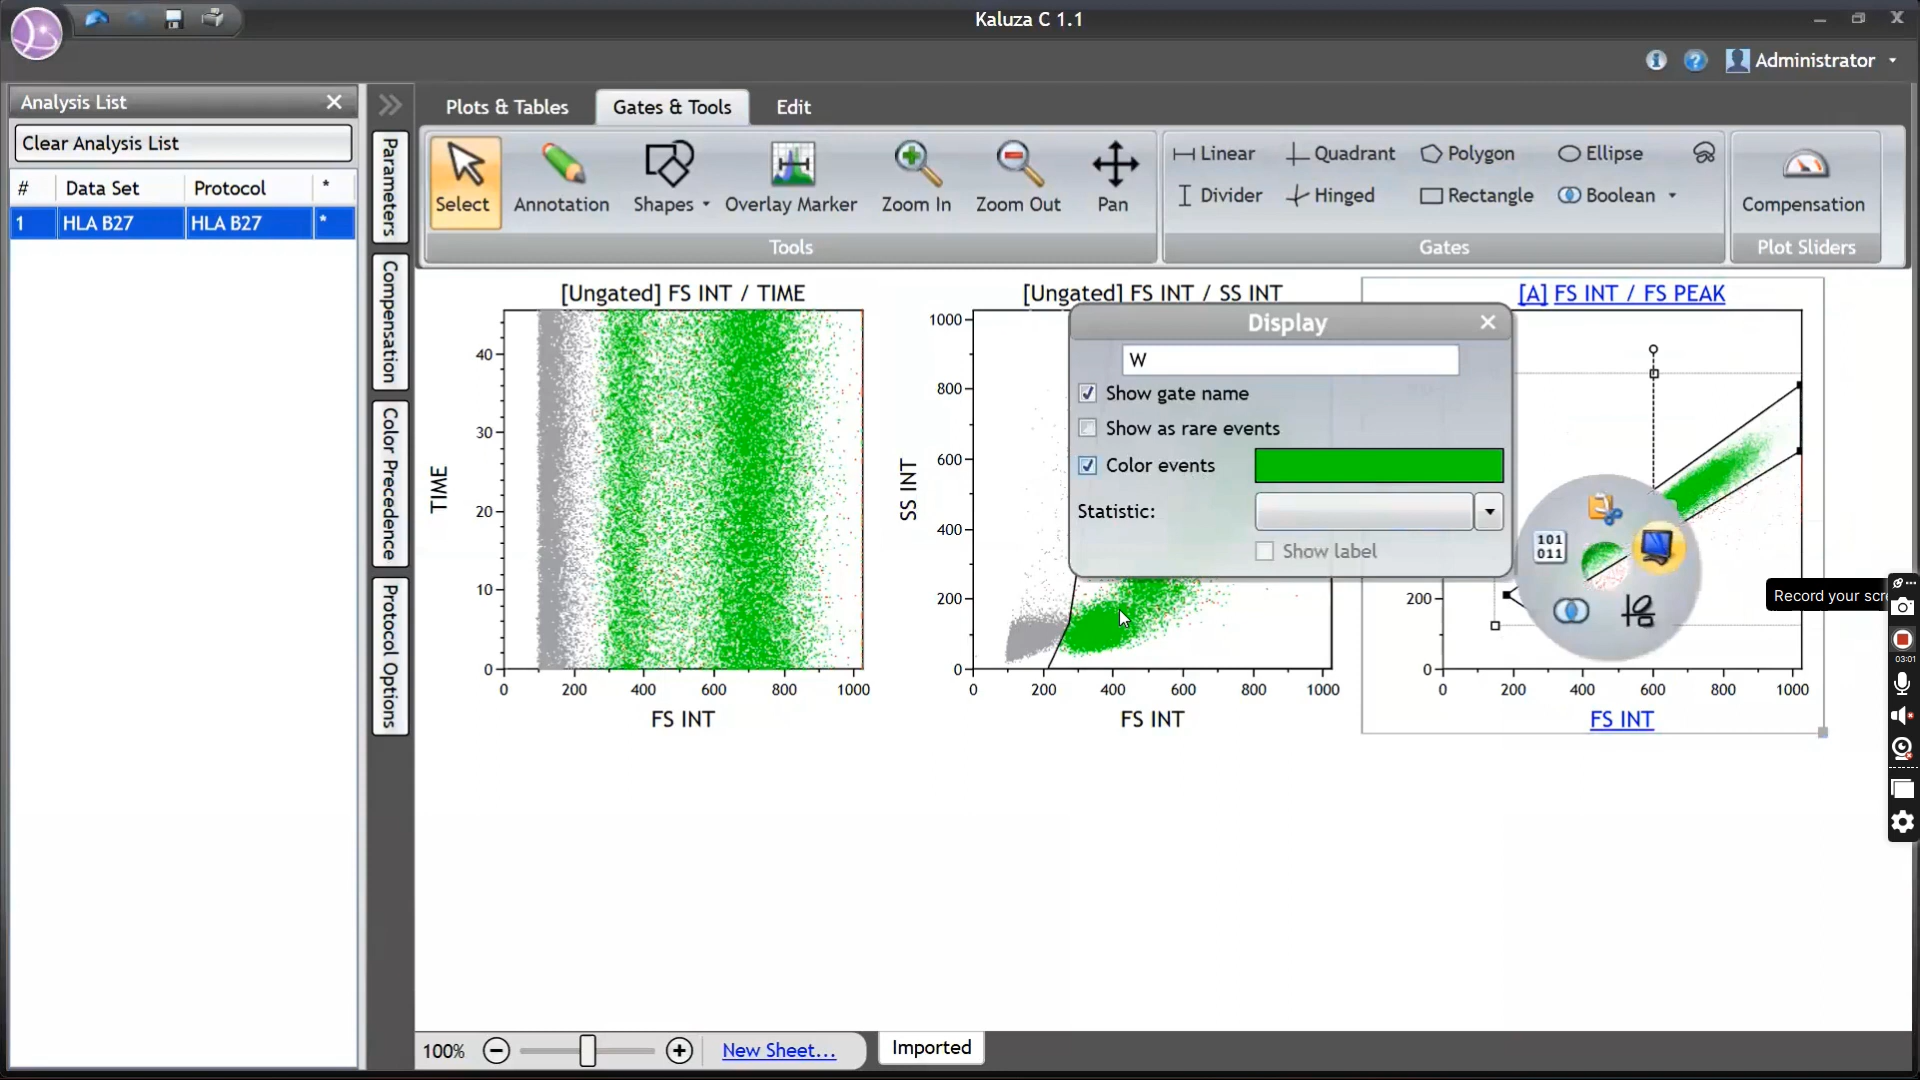 Kaluza C 1.1
Administrator
Analysis List
Clear Analysis List
# Data Set Protocol *
1 HLA B27 HLA B27 *
Parameters
Compensation
Color Precedence
Protocol Options
Plots & Tables Gates & Tools Edit
Select Annotation Shapes Overlay Marker Zoom In Zoom Out Pan
Tools
Linear Quadrant Polygon Ellipse
Divider Hinged Rectangle Boolean
Gates
Compensation
Plot Sliders
[Ungated] FS INT / TIME
TIME
40
30
20
10
0
0 200 400 600 800 1000
FS INT
[Ungated] FS INT / SS INT
SS INT
1000
800
600
400
200
0
0 200 400 600 800 1000
FS INT
[A] FS INT / FS PEAK
200
0
0 200 400 600 800 1000
FS INT
Display
W
Show gate name
Show as rare events
Color events
Statistic:
Show label
101
011
Record your scre
03:01
100% New Sheet... Imported